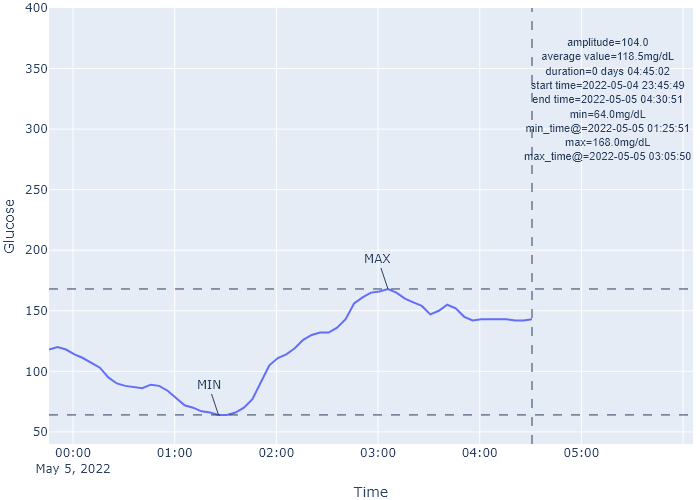 400
350
300
250
200
150
100
50
Glucose
amplitude=104.0
average value=118.5mg/dL
duration=0 days 04:45:02
start time=2022-05-04 23:45:49
end time=2022-05-05 04:30:51
min=64.0mg/dL
min_time@=2022-05-05 01:25:51
max=168.0mg/dL
max_time@=2022-05-05 03:05:50
MAX
MIN
00:00 01:00 02:00 03:00 04:00 05:00
May 5, 2022
Time